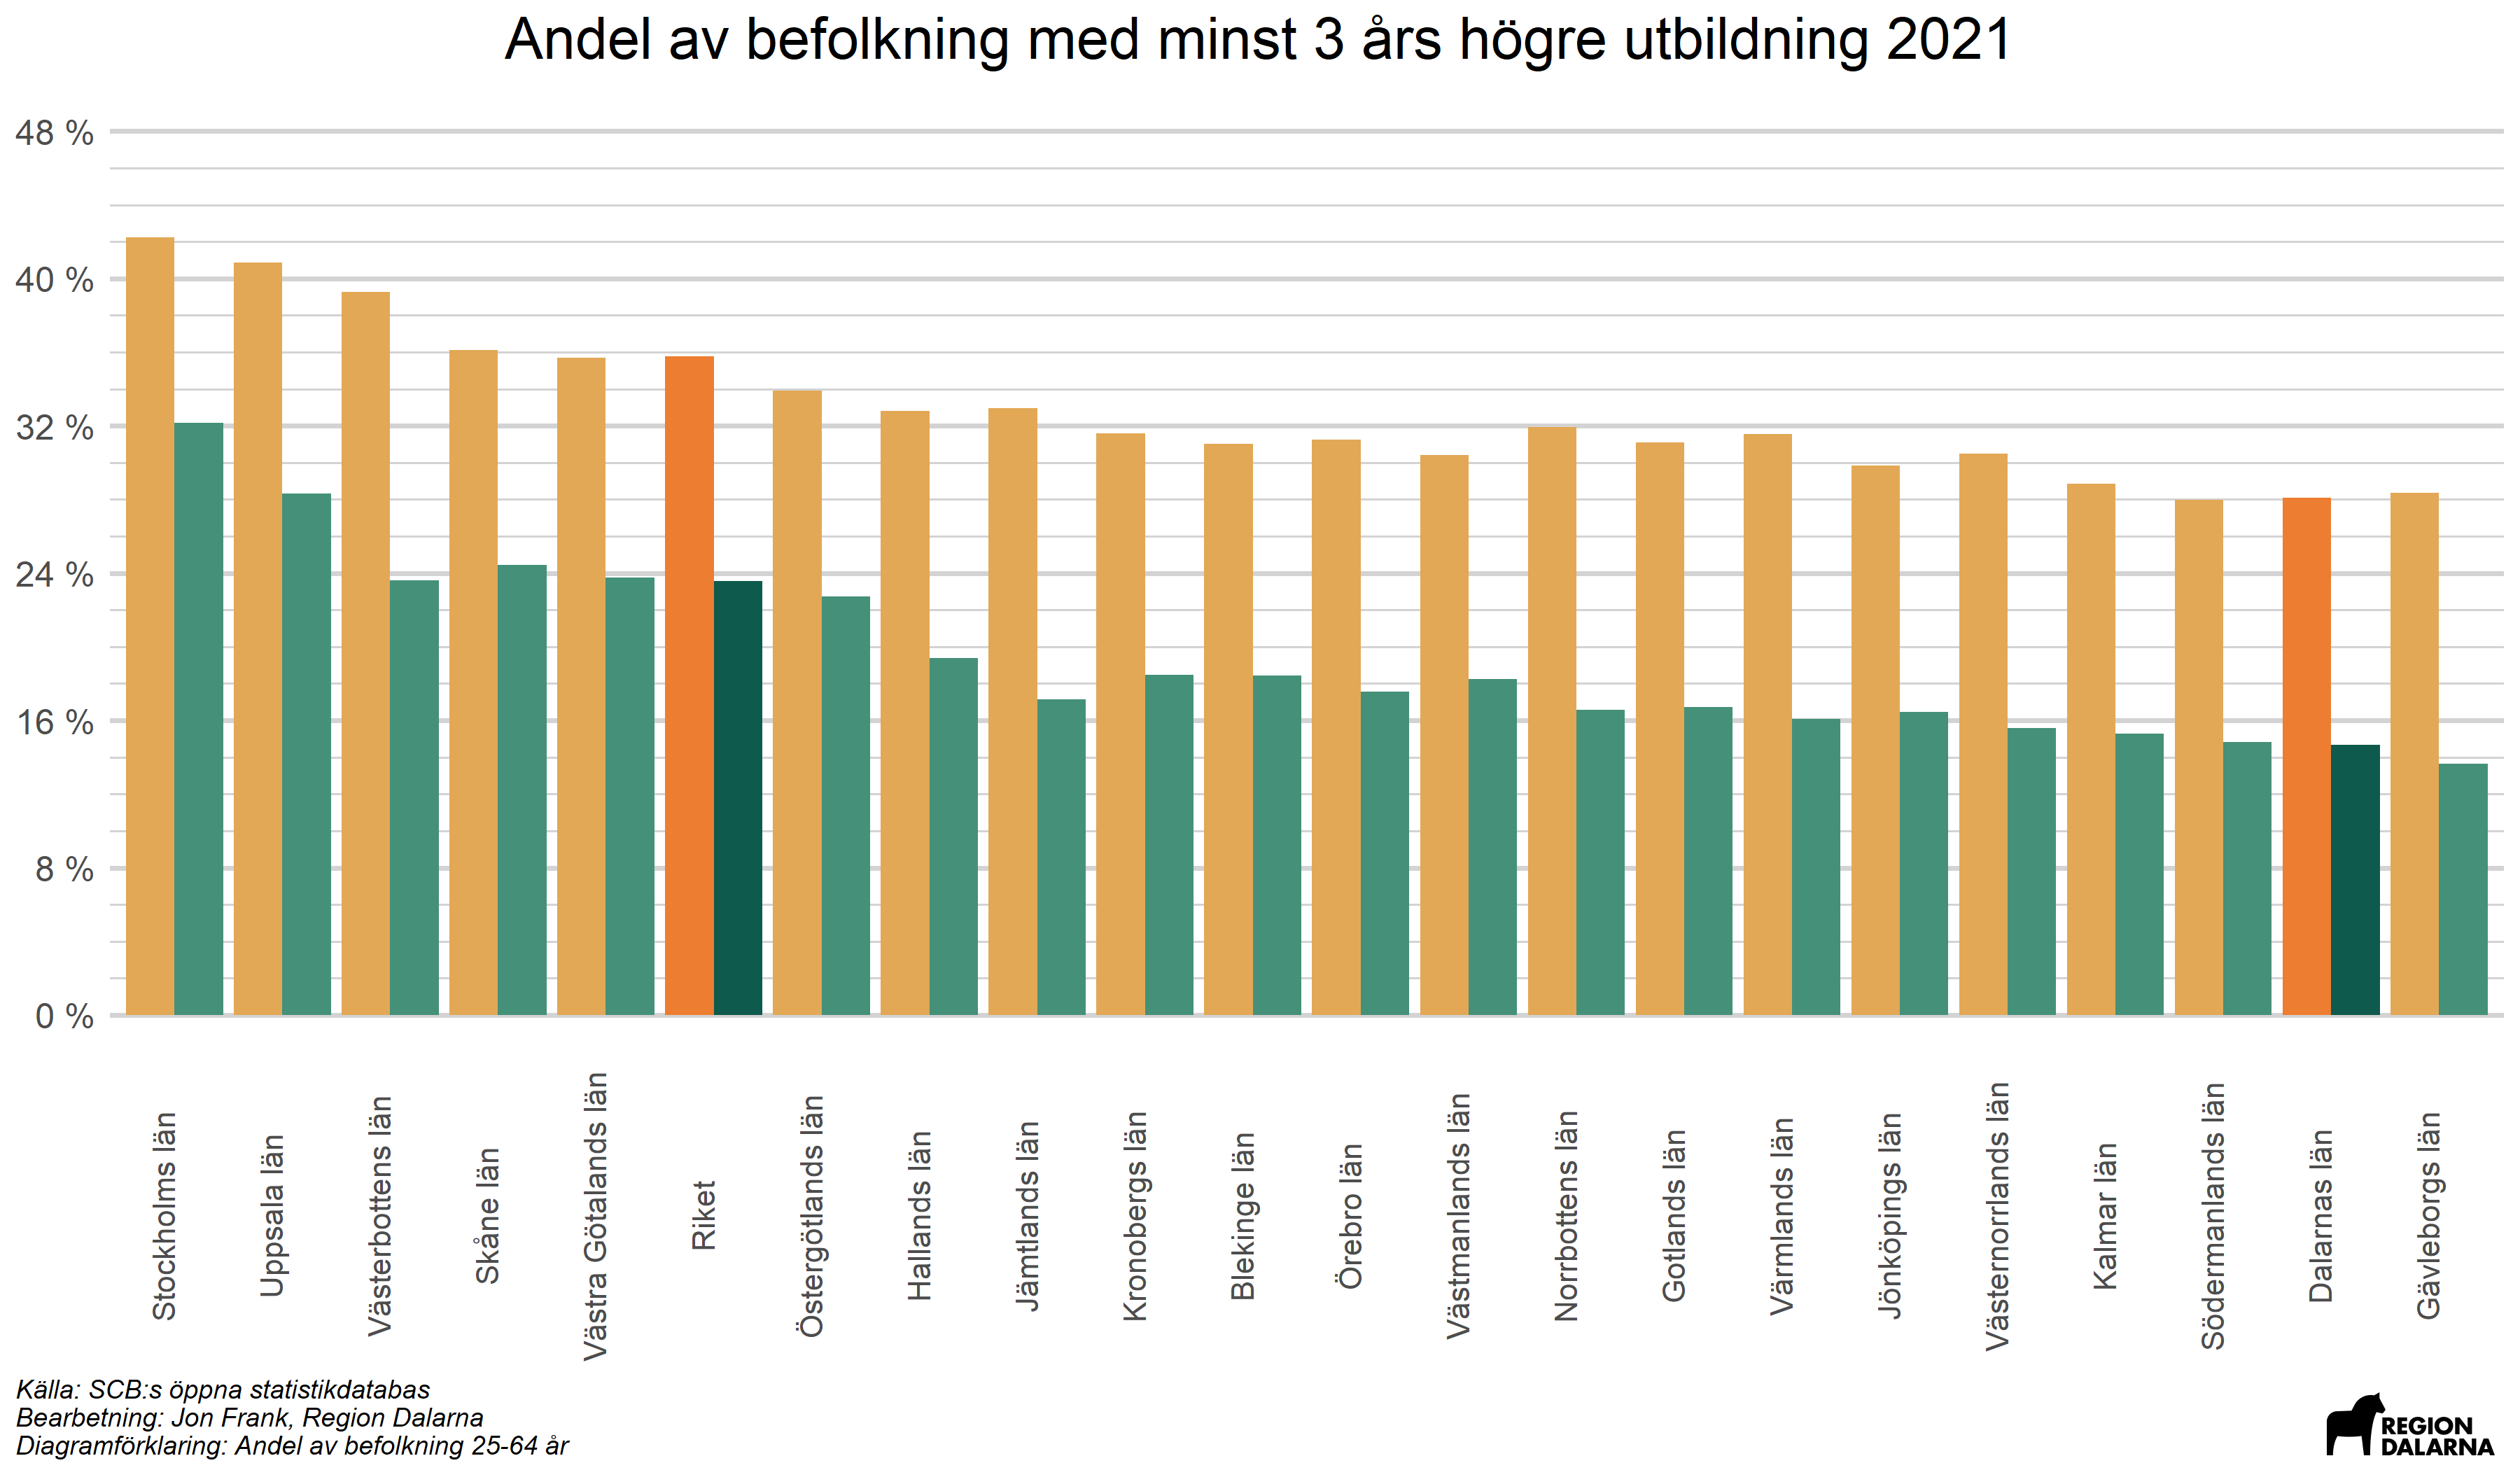 Andel av befolkning med minst 3 års högre utbildning 2021
48 %
40 %
32 %
24 %
16 %
8 %
0 %
Stockholms län
Uppsala län
Västerbottens län
Skåne län
Västra Götalands län
Riket
Östergötlands län
Hallands län
Jämtlands län
Kronobergs län
Blekinge län
Örebro län
Västmanlands län
Norrbottens län
Gotlands län
Värmlands län
Jönköpings län
Västernorrlands län
Kalmar län
Södermanlands län
Dalarnas län
Gävleborgs län
Källa: SCB:s öppna statistikdatabas
Bearbetning: Jon Frank, Region Dalarna
Diagramförklaring: Andel av befolkning 25-64 år
REGION
DALARNA